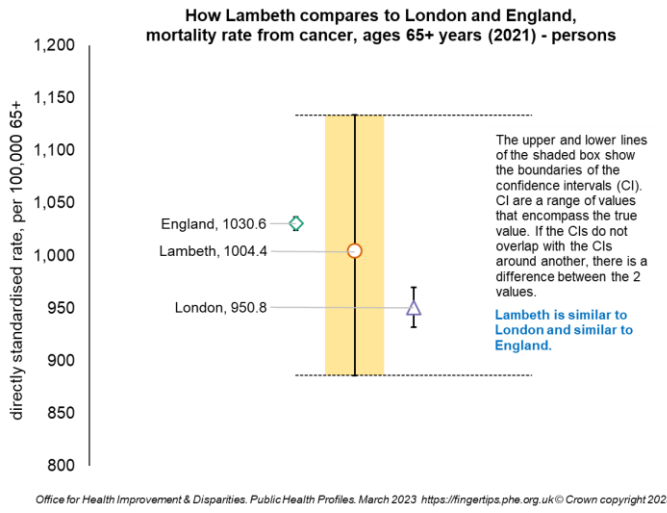 How Lambeth compares to London and England,
mortality rate from cancer, ages 65+ years (2021) - persons
1,200
1,150
1,100
1,050
1,000
950
900
850
800
directly standardised rate, per 100,000 65+
England, 1030.6
Lambeth, 1004.4
London, 950.8
The upper and lower lines
of the shaded box show
the boundaries of the
confidence intervals (CI).
CI are a range of values
that encompass the true
value. If the CIs do not
overlap with the CIs
around another, there is a
difference between the 2
values.
Lambeth is similar to
London and similar to
England.
Office for Health Improvement & Disparities. Public Health Profiles. March 2023 https://fingertips.phe.org.uk © Crown copyright 202